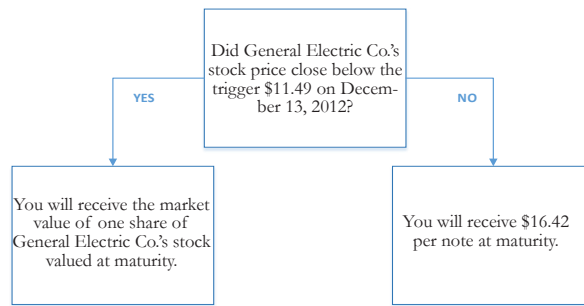 Did General Electric Co.'s
stock price close below the
trigger $11.49 on Decem-
ber 13, 2012?
YES
NO
You will receive the market
value of one share of
General Electric Co.'s stock
valued at maturity.
You will receive $16.42
per note at maturity.